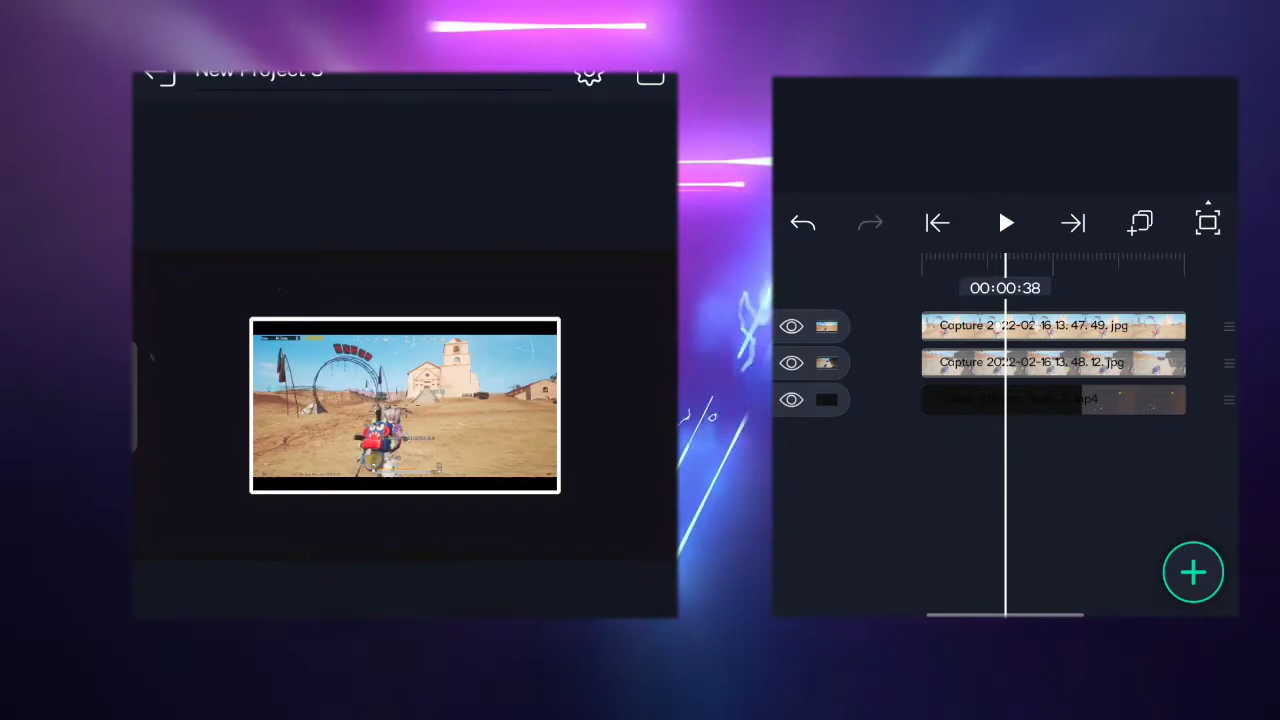 New Project 3
00:00:38
Capture 2022-02-16 13. 47. 49. jpg
Capture 2022-02-16 13. 48. 12. jpg
mp4